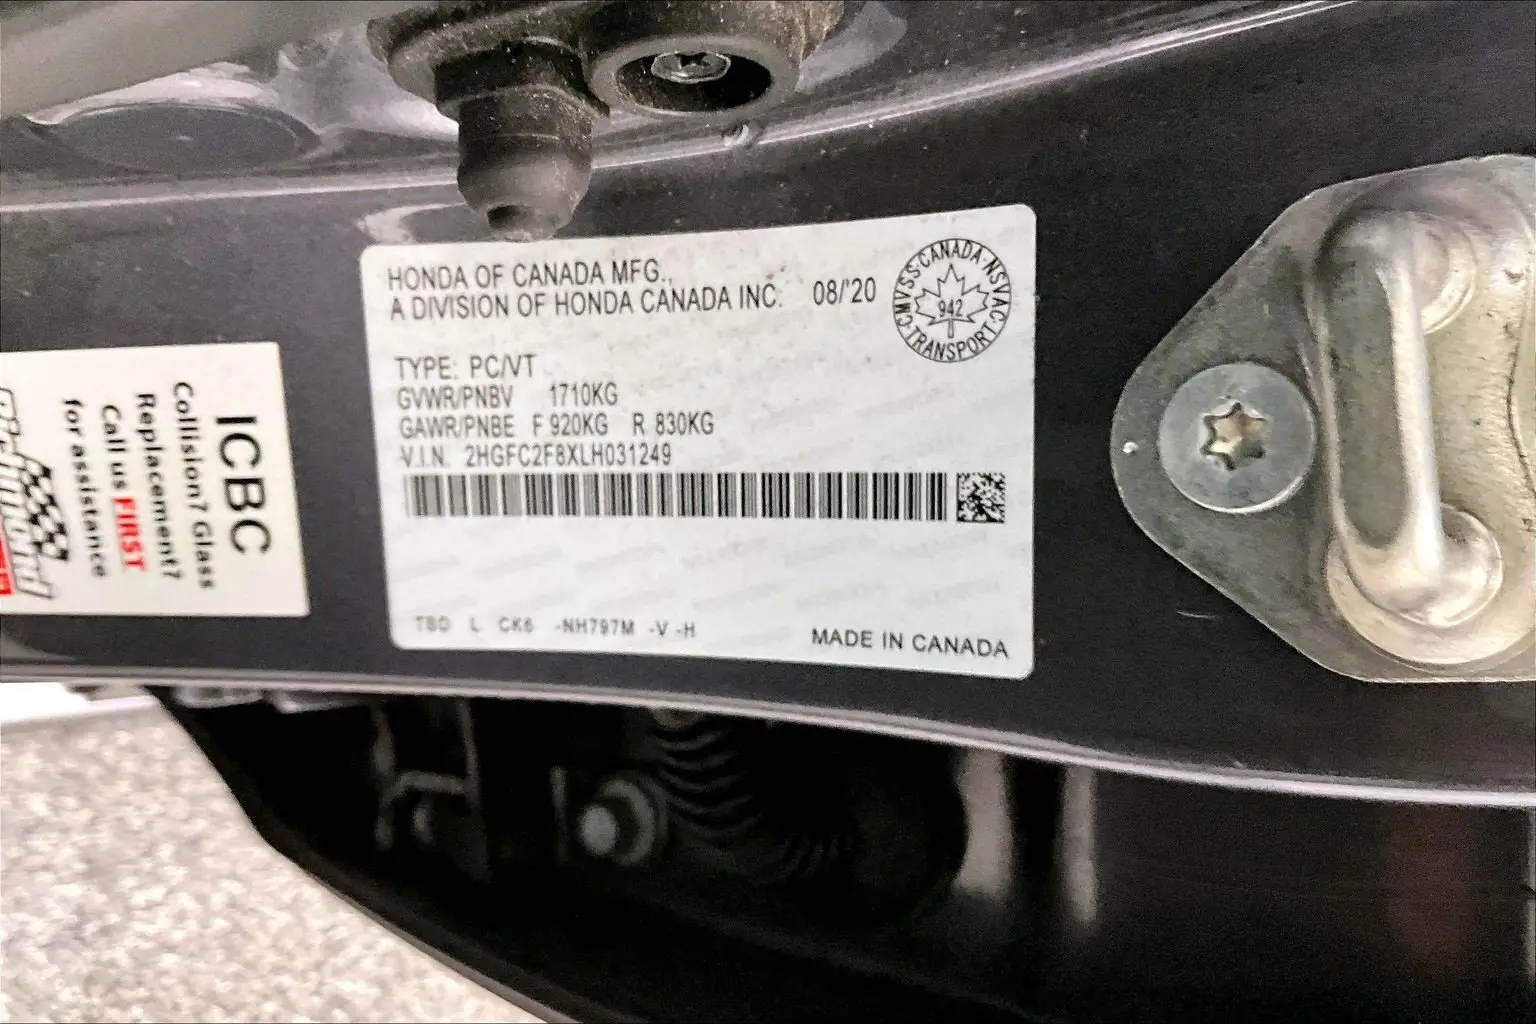 HONDA OF CANADA MFG.,
A DIVISION OF HONDA CANADA INC.
08/'20
CMVSS·CANADA·NSVAC·TRANSPORT
942
TYPE: PC/VT
GVWR/PNBV 1710KG
GAWR/PNBE F 920KG R 830KG
V.I.N. 2HGFC2F8XLH031249
TBD L CK6 -NH797M -V -H
MADE IN CANADA
ICBC
Collision? Glass
Replacement?
Call us FIRST
for assistance